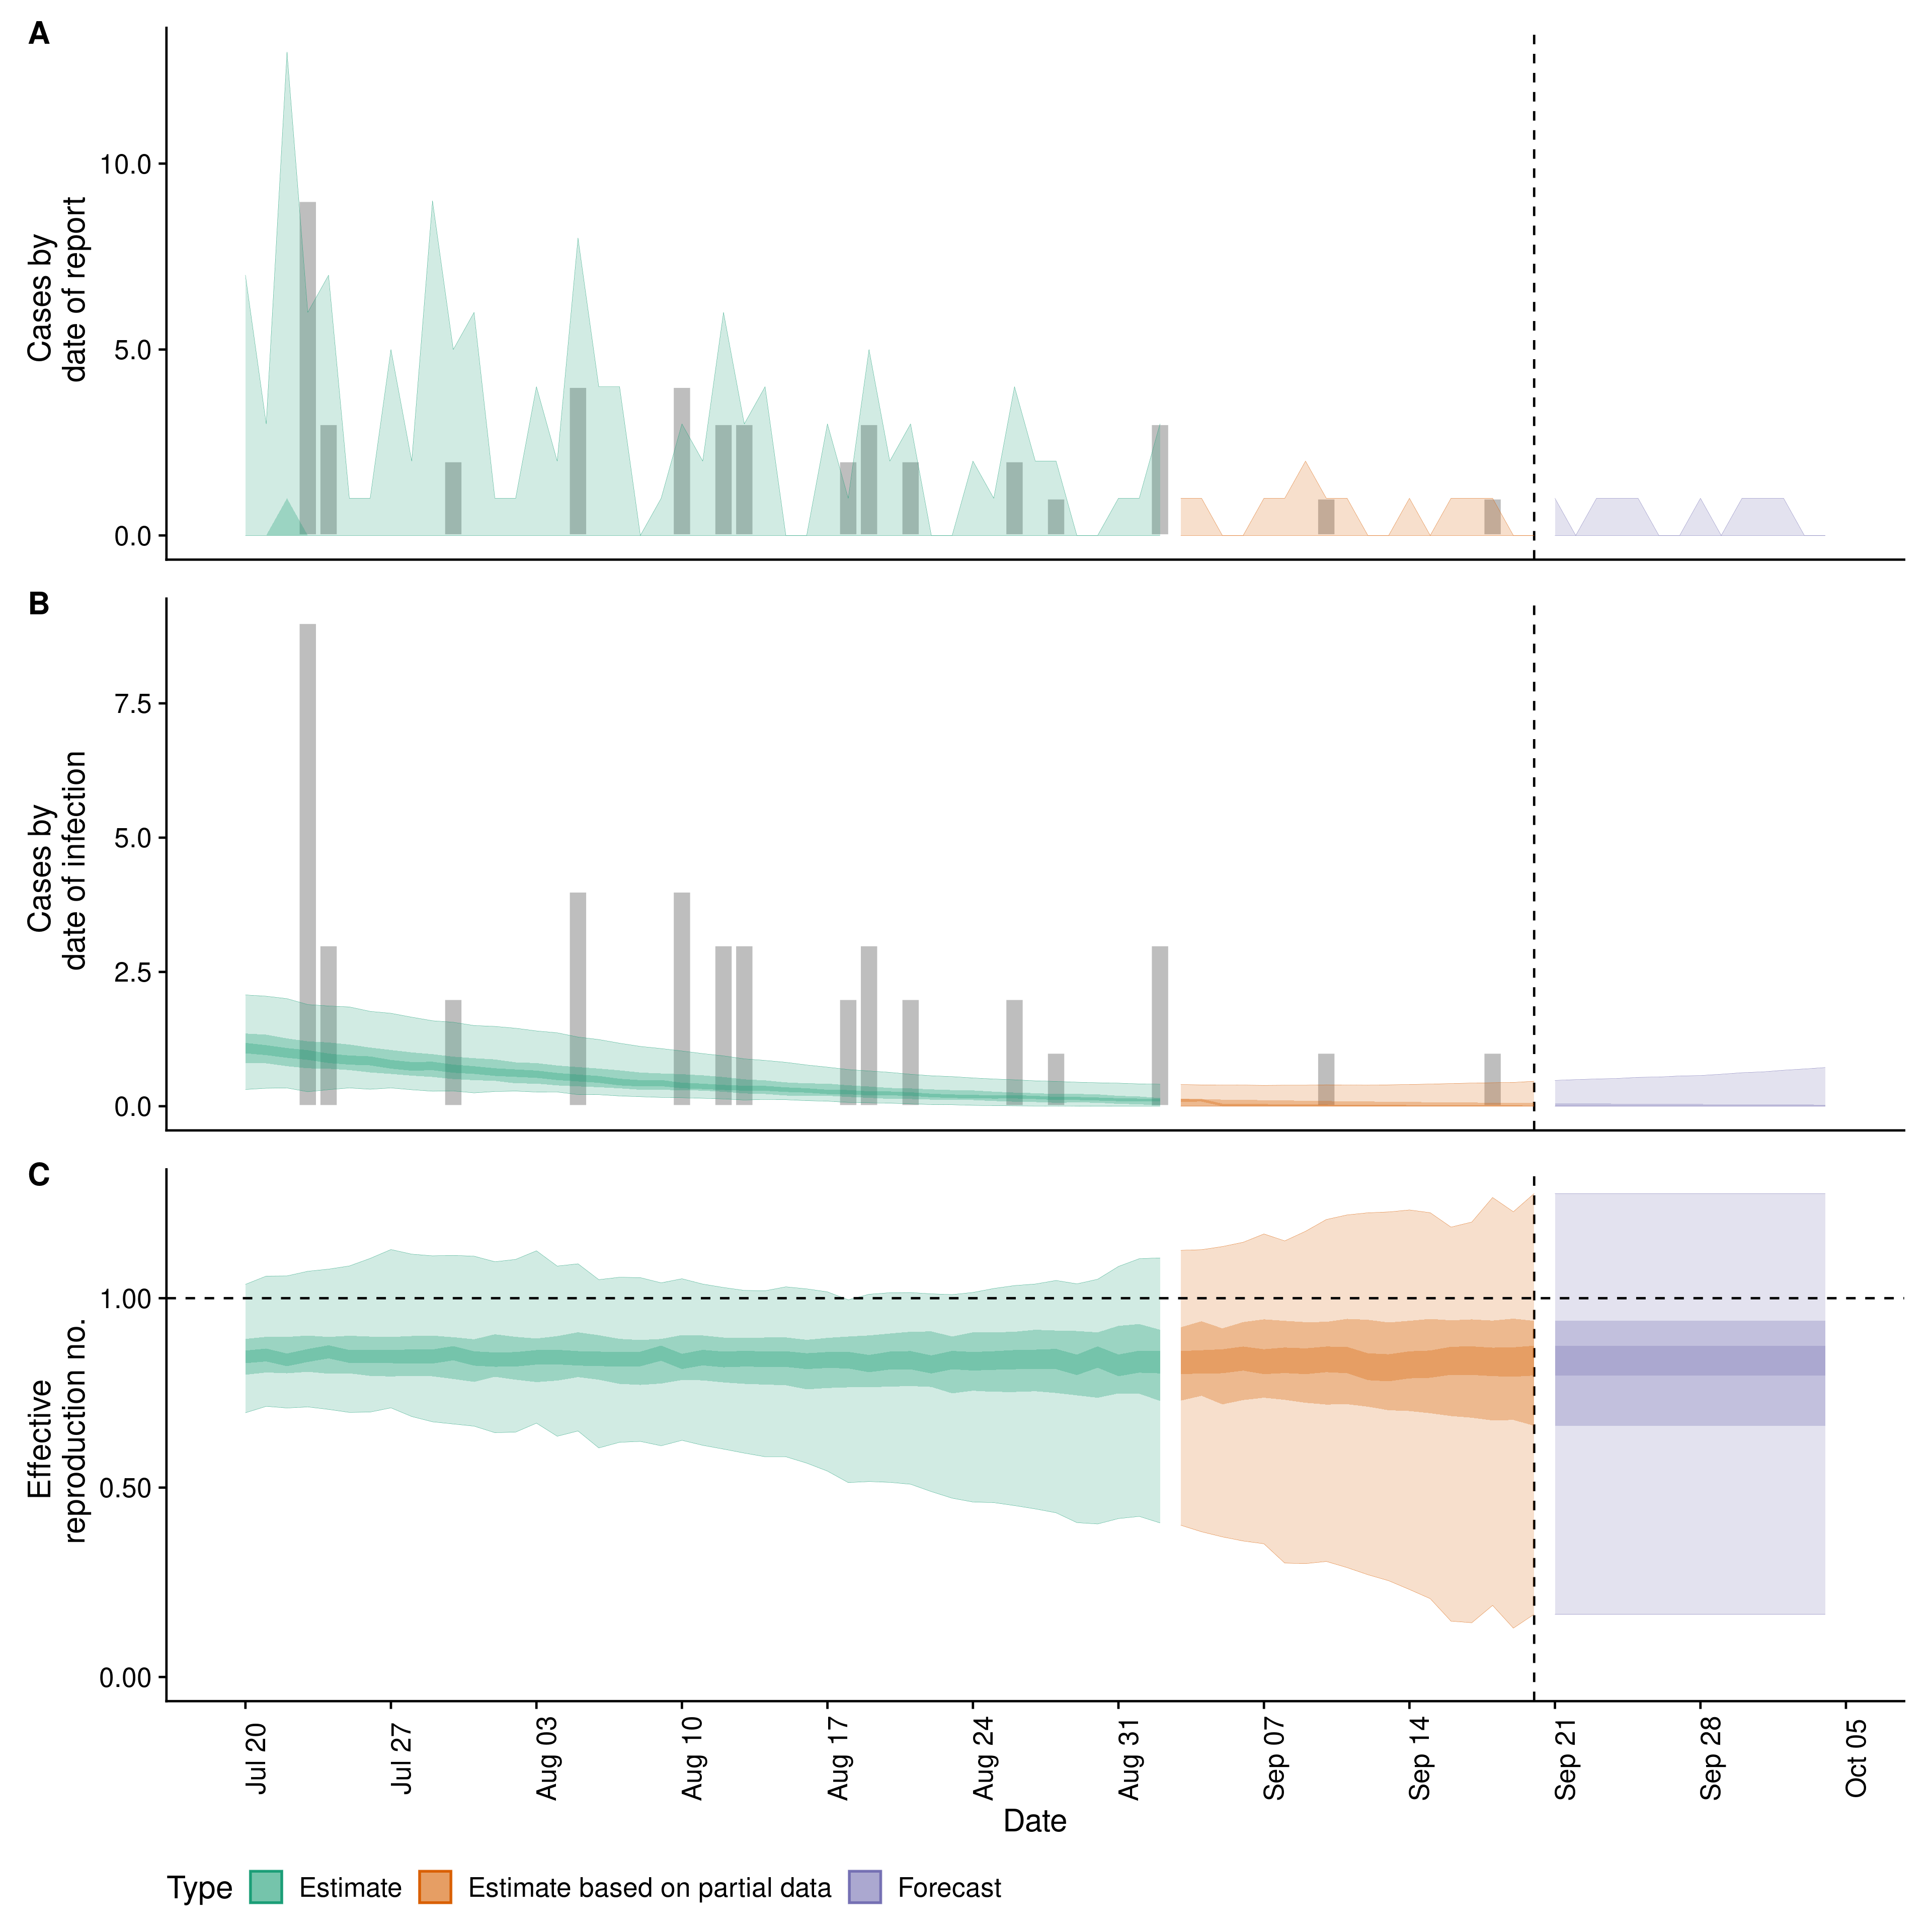 A
Cases by
date of report
10.0
5.0
0.0
B
Cases by
date of infection
7.5
5.0
2.5
0.0
C
Effective
reproduction no.
1.00
0.50
0.00
Jul 20
Jul 27
Aug 03
Aug 10
Aug 17
Aug 24
Aug 31
Sep 07
Sep 14
Sep 21
Sep 28
Oct 05
Date
Type Estimate Estimate based on partial data Forecast